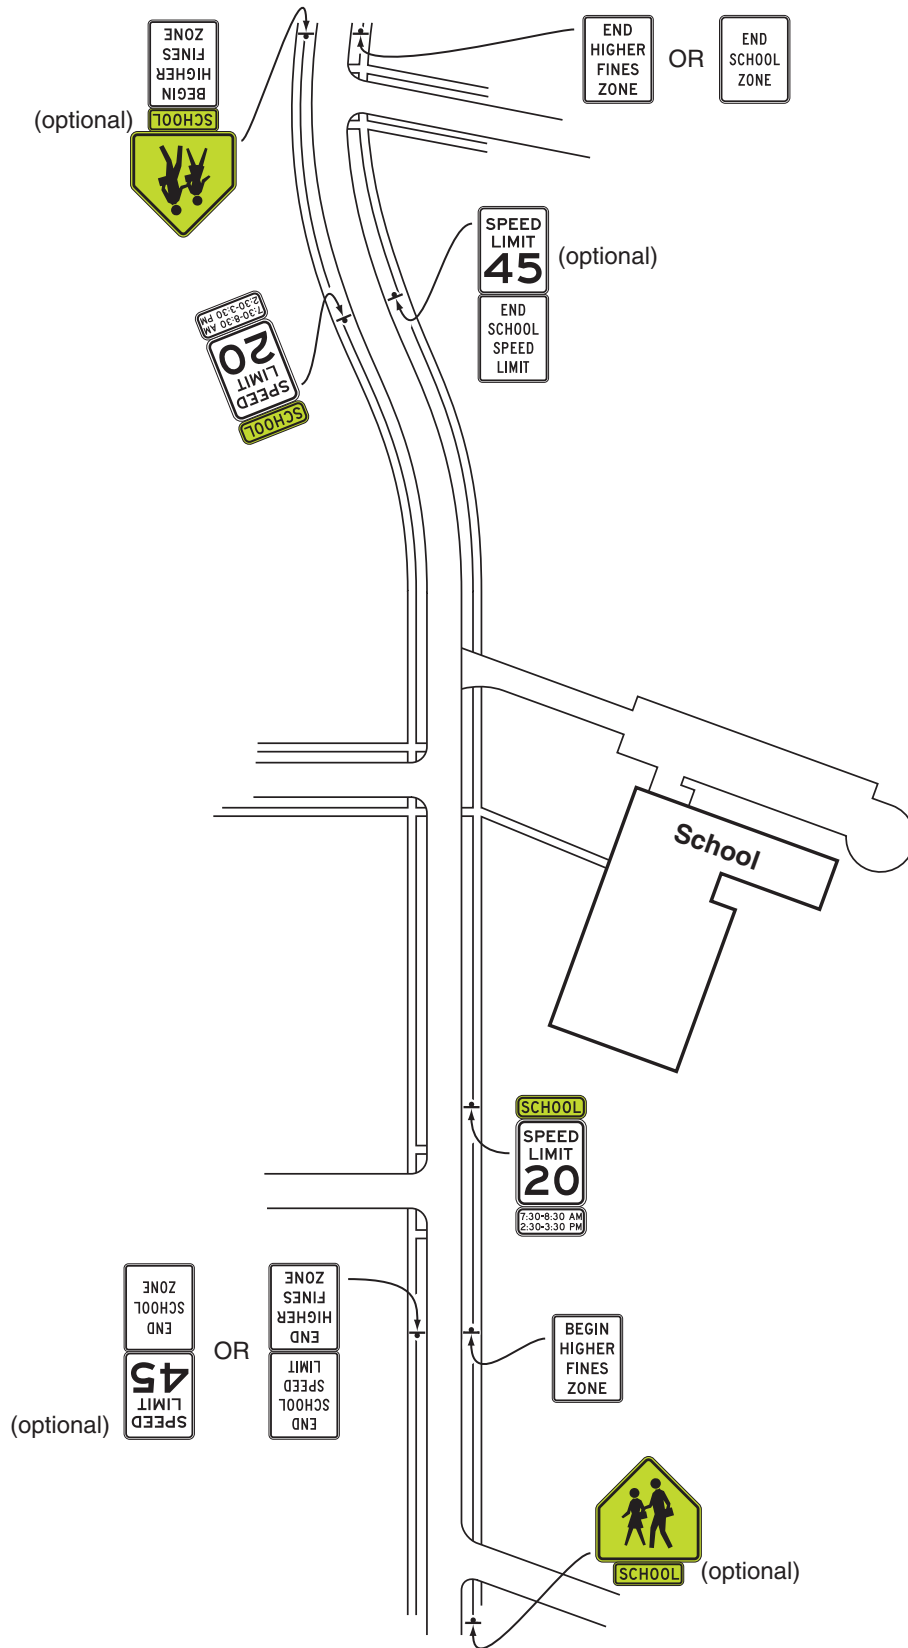 BEGIN
HIGHER
FINES
ZONE
SCHOOL
(optional)
END
HIGHER
FINES
ZONE
OR
END
SCHOOL
ZONE
SPEED
LIMIT
45
(optional)
END
SCHOOL
SPEED
LIMIT
SCHOOL
SPEED
LIMIT
20
7:30-8:30 AM
2:30-3:30 PM
School
SCHOOL
SPEED
LIMIT
20
7:30-8:30 AM
2:30-3:30 PM
SPEED
LIMIT
45
END
SCHOOL
ZONE
(optional)
OR
END
SCHOOL
SPEED
LIMIT
END
HIGHER
FINES
ZONE
BEGIN
HIGHER
FINES
ZONE
SCHOOL
(optional)